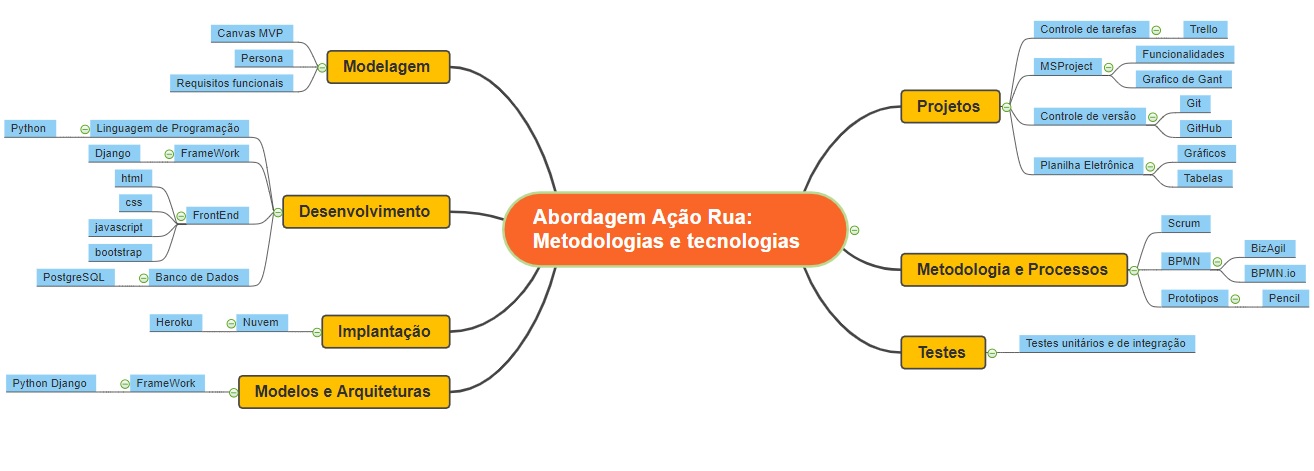 Abordagem Ação Rua:
Metodologias e tecnologias
Modelagem
Canvas MVP
Persona
Requisitos funcionais
Desenvolvimento
Linguagem de Programação
Python
FrameWork
Django
FrontEnd
html
css
javascript
bootstrap
Banco de Dados
PostgreSQL
Implantação
Nuvem
Heroku
Modelos e Arquiteturas
FrameWork
Python Django
Projetos
Controle de tarefas
Trello
MSProject
Funcionalidades
Grafico de Gant
Controle de versão
Git
GitHub
Planilha Eletrônica
Gráficos
Tabelas
Metodologia e Processos
Scrum
BPMN
BizAgil
BPMN.io
Prototipos
Pencil
Testes
Testes unitários e de integração